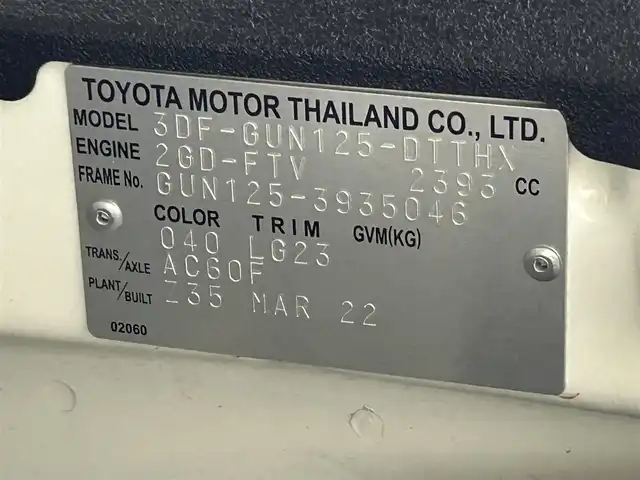 TOYOTA MOTOR THAILAND CO., LTD.
MODEL 3DF-GUN125-DTTHX
ENGINE 2GD-FTV 2393 CC
FRAME No. GUN125-3935046
COLOR TRIM GVM(KG)
040 LG23
TRANS./AXLE AC60F
PLANT/BUILT Z35 MAR 22
02060